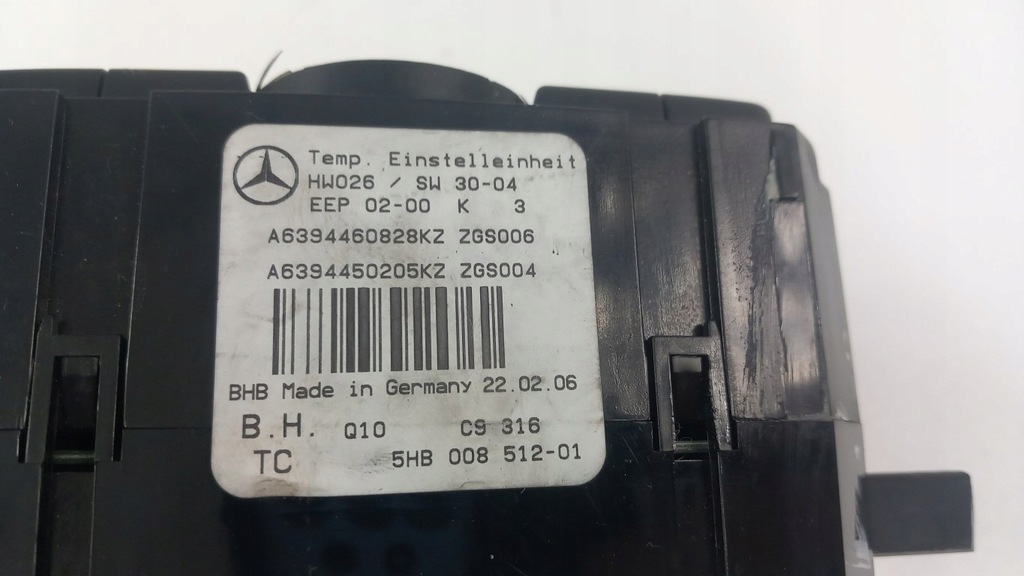 Temp. Einstelleinheit
HW026 / SW 30-04
EEP 02-00 K 3
A6394460828KZ ZGS006
A6394450205KZ ZGS004
BHB Made in Germany 22.02.06
B.H. Q10 C9 316
TC 5HB 008 512-01